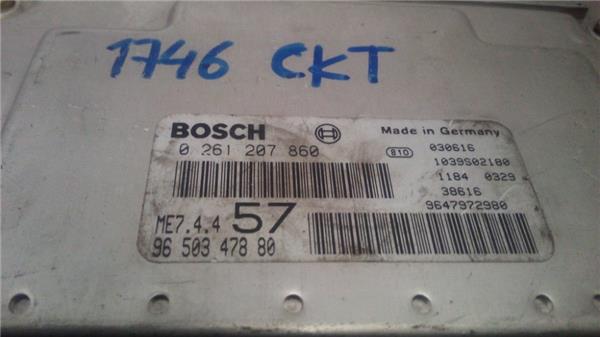 1746 CKT
BOSCH
Made in Germany
0 261 207 860
810 030616
1039S02180
1184 0329
38616
9647972980
ME7.4.4 57
96 503 478 80